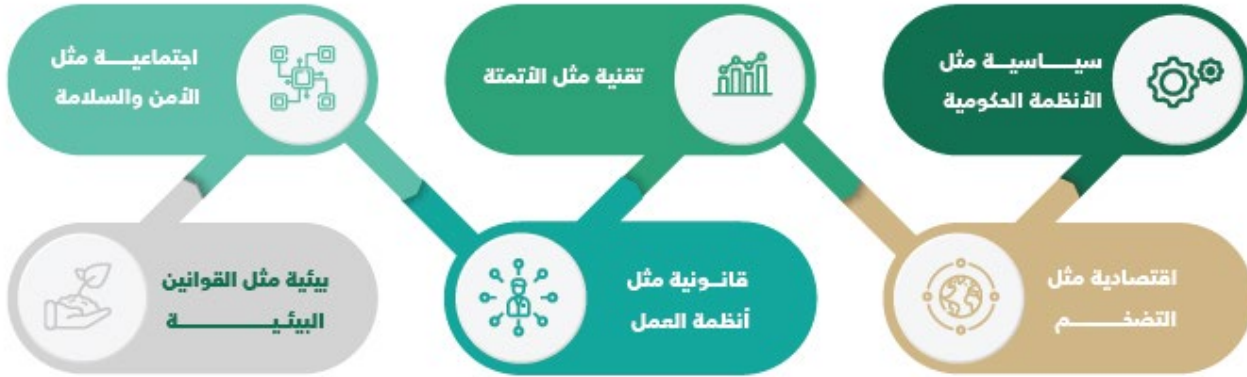 سياسية مثل
الأنظمة الحكومية
اقتصادية مثل
التضخم
تقنية مثل الأتمتة
قانونية مثل
أنظمة العمل
اجتماعية مثل
الأمن والسلامة
بيئية مثل القوانين
البيئية